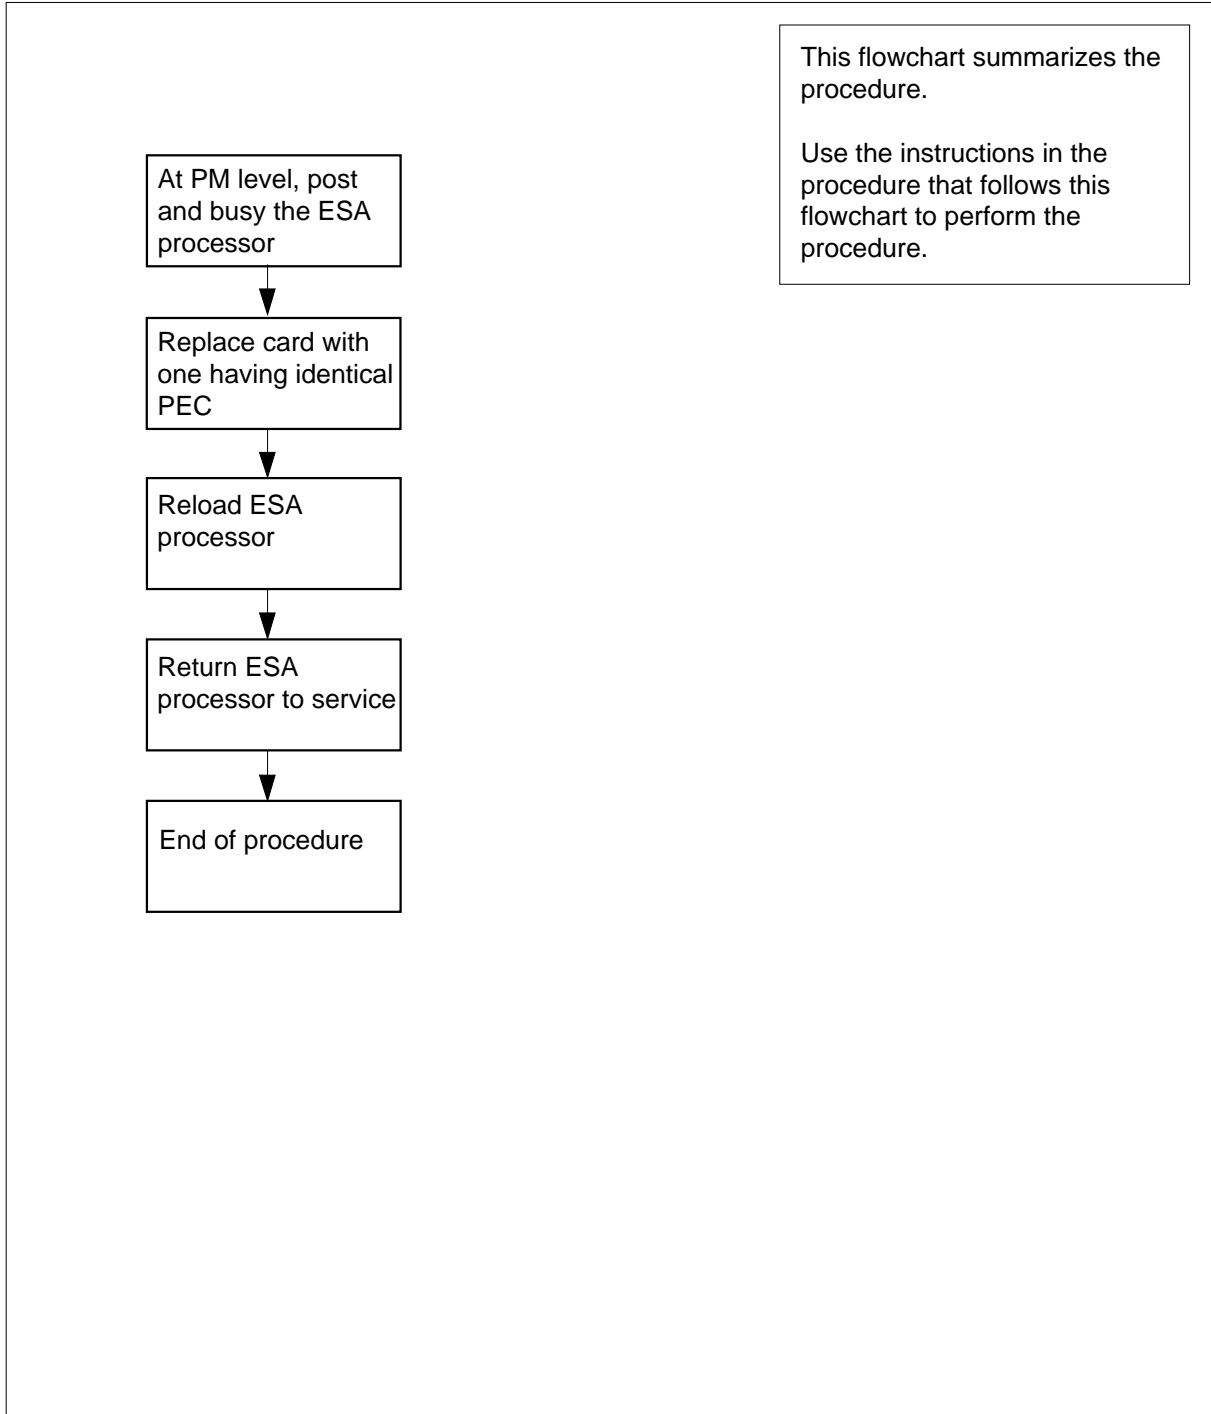 This flowchart summarizes the
procedure.
Use the instructions in the
procedure that follows this
flowchart to perform the
procedure.
At PM level, post
and busy the ESA
processor
Replace card with
one having identical
PEC
Reload ESA
processor
Return ESA
processor to service
End of procedure